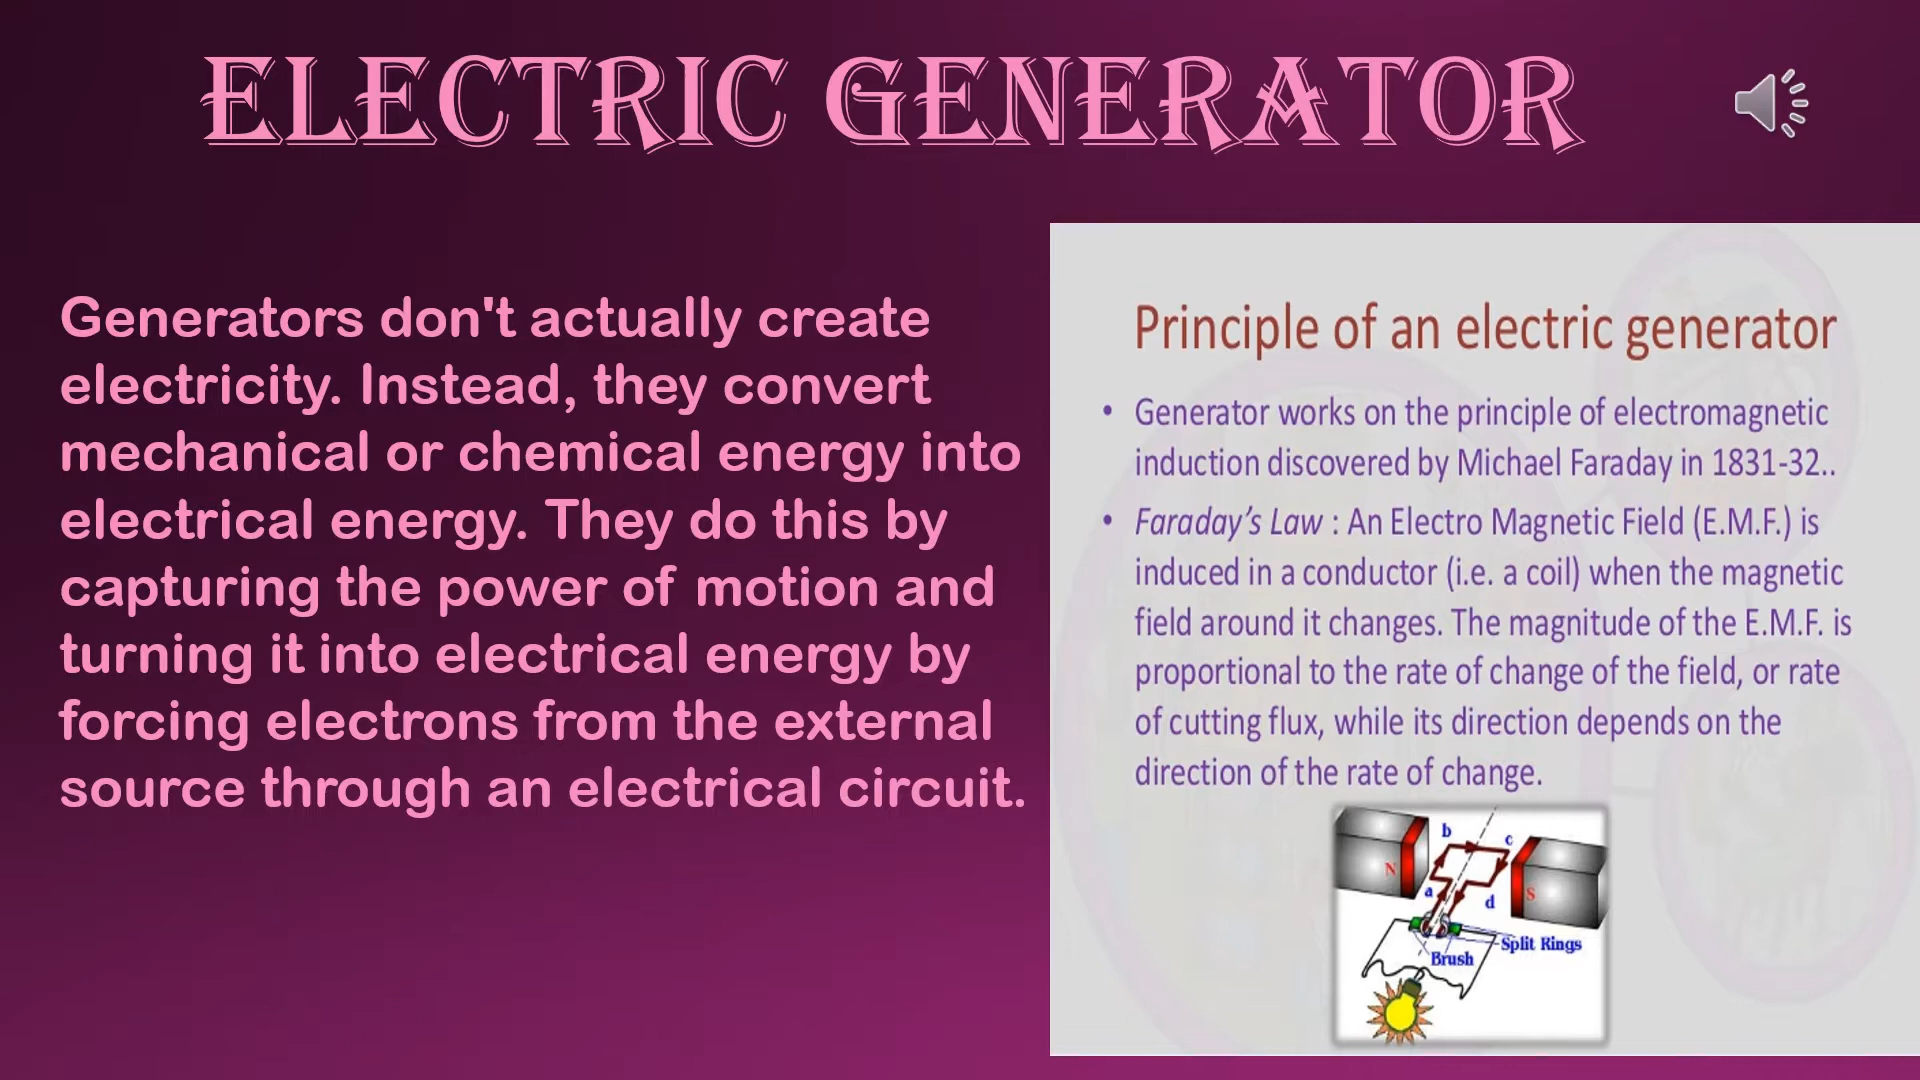 ELECTRIC GENERATOR
Generators don't actually create
electricity. Instead, they convert
mechanical or chemical energy into
electrical energy. They do this by
capturing the power of motion and
turning it into electrical energy by
forcing electrons from the external
source through an electrical circuit.
Principle of an electric generator
• Generator works on the principle of electromagnetic
induction discovered by Michael Faraday in 1831-32..
• Faraday's Law : An Electro Magnetic Field (E.M.F.) is
induced in a conductor (i.e. a coil) when the magnetic
field around it changes. The magnitude of the E.M.F. is
proportional to the rate of change of the field, or rate
of cutting flux, while its direction depends on the
direction of the rate of change.
b
c
N
a
S
d
Split Rings
Brush